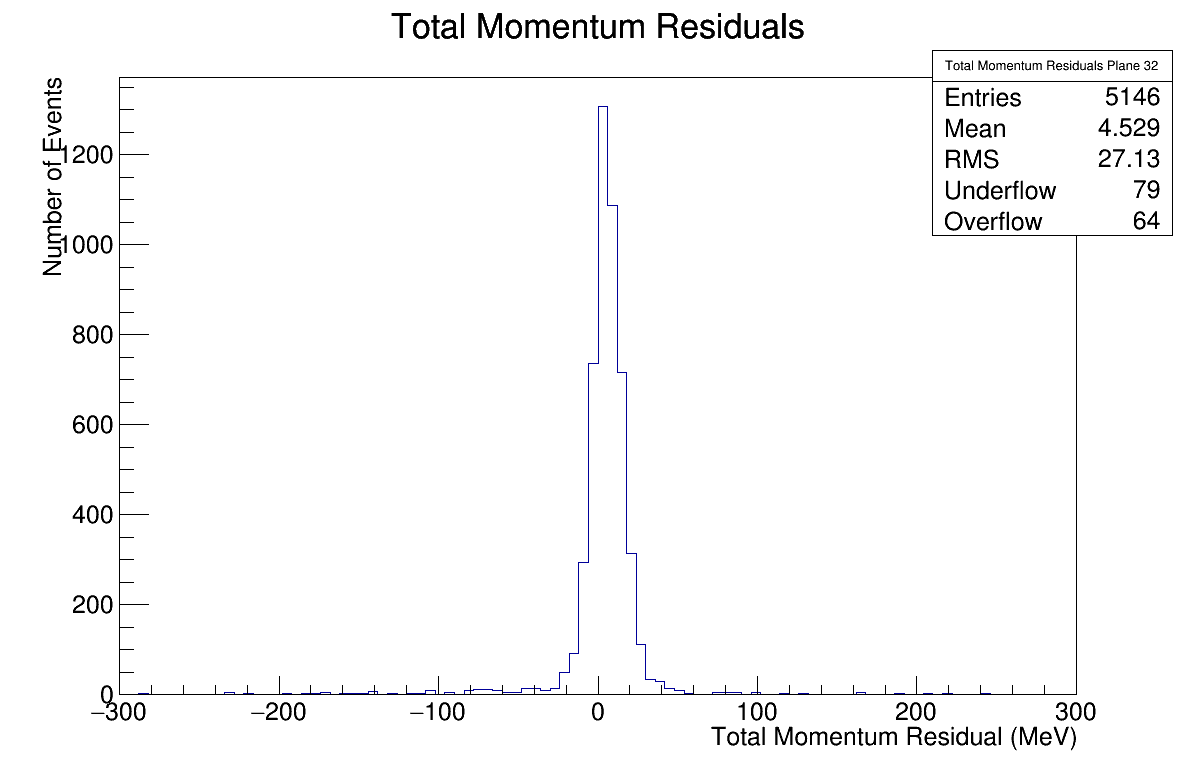 Total Momentum Residuals
Total Momentum Residuals Plane 32
Entries 5146
Mean 4.529
RMS 27.13
Underflow 79
Overflow 64
Number of Events
1200
1000
800
600
400
200
0
−300 −200 −100 0 100 200 300
Total Momentum Residual (MeV)